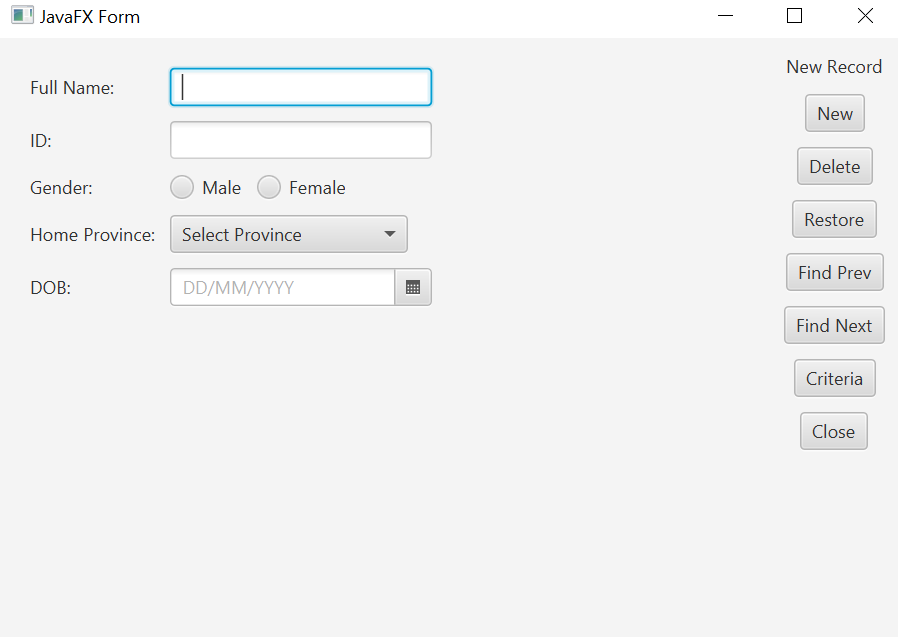 JavaFX Form
Full Name:
ID:
Gender: Male Female
Home Province: Select Province
DOB: DD/MM/YYYY
New Record
New
Delete
Restore
Find Prev
Find Next
Criteria
Close